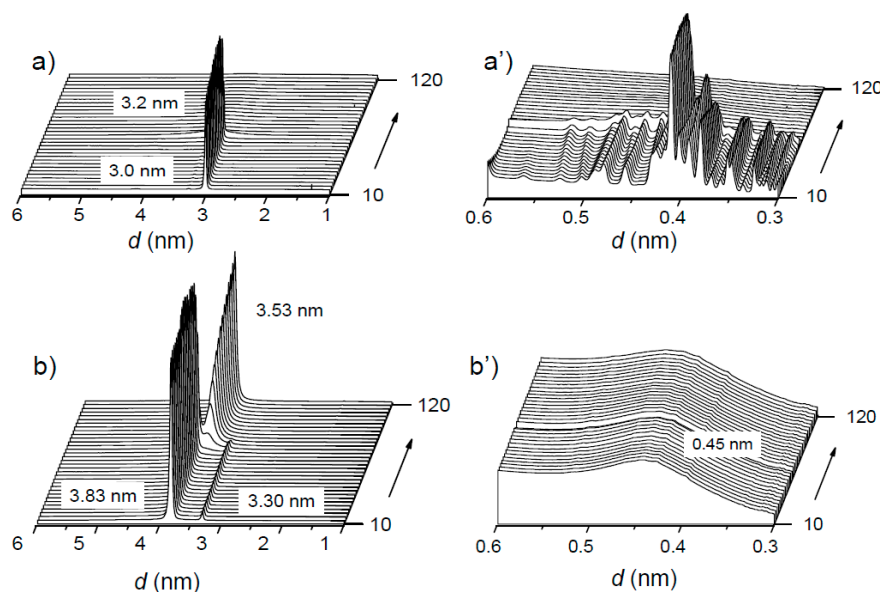 a)
3.2 nm
3.0 nm
120
10
6 5 4 3 2 1
d (nm)
a')
120
10
0.6 0.5 0.4 0.3
d (nm)
b)
3.53 nm
3.83 nm
3.30 nm
120
10
6 5 4 3 2 1 0
d (nm)
b')
0.45 nm
120
10
0.6 0.5 0.4 0.3
d (nm)